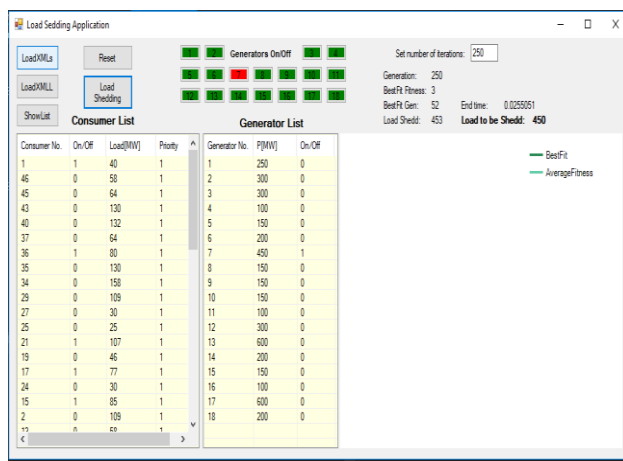 Load Sedding Application
LoadXMLs Reset 1 2 Generators On/Off 3 4 Set number of iterations: 250
5 6 7 8 9 10 11 Generation: 250
LoadXMLL Load Shedding BestFit Fitness: 3
12 13 14 15 16 17 18 BestFit Gen: 52 End time: 0.0255051
ShowList Consumer List Generator List Load Shedd: 453 Load to be Shedd: 450
Consumer No. On/Off Load[MW] Priority Generator No. P[MW] On/Off
BestFit
1 1 40 1 1 250 0
AverageFitness
46 0 58 1 2 300 0
45 0 64 1 3 300 0
43 0 130 1 4 100 0
40 0 132 1 5 150 0
37 0 64 1 6 200 0
36 1 80 1 7 450 1
35 0 130 1 8 150 0
34 0 158 1 9 150 0
29 0 109 1 10 150 0
27 0 30 1 11 100 0
25 0 25 1 12 300 0
21 1 107 1 13 600 0
19 0 46 1 14 200 0
17 1 77 1 15 150 0
24 0 30 1 16 100 0
15 1 85 1 17 600 0
2 0 109 1 18 200 0